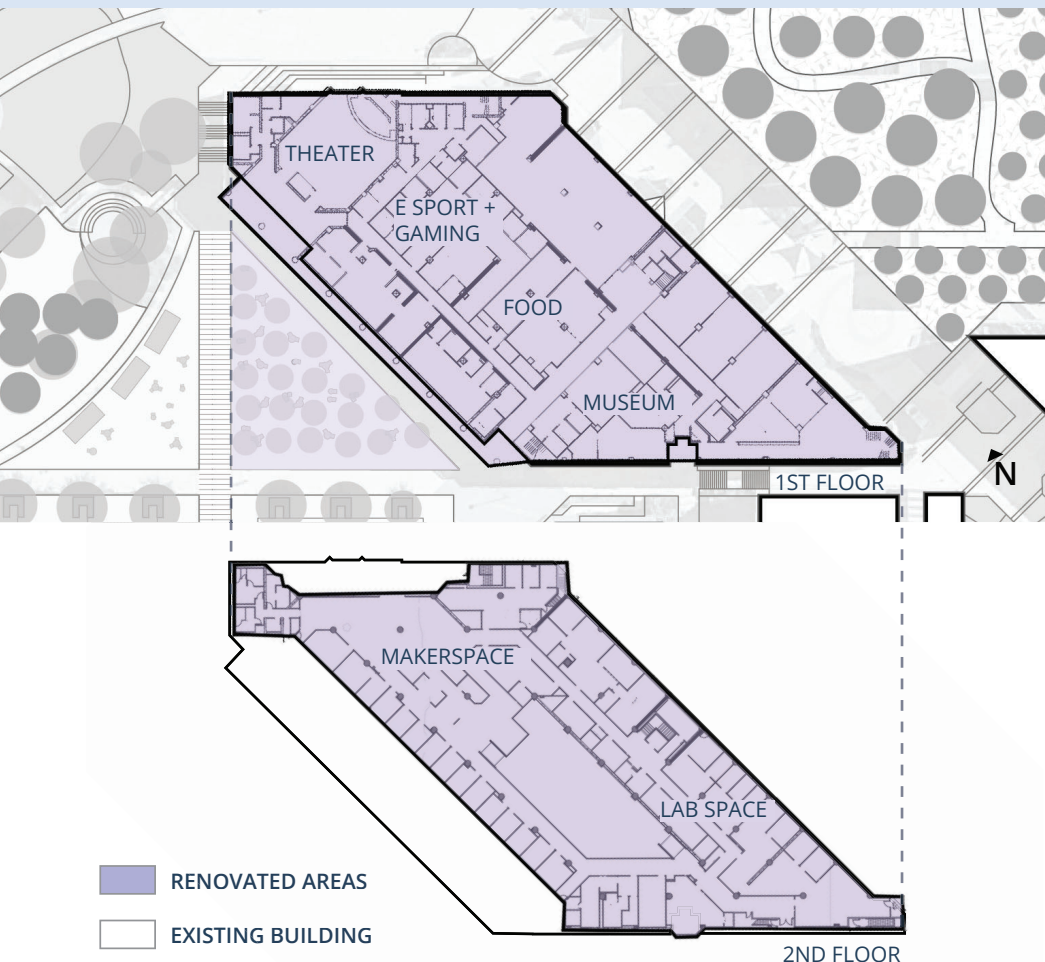 THEATER
E SPORT +
GAMING
FOOD
MUSEUM
N
1ST FLOOR
MAKERSPACE
LAB SPACE
RENOVATED AREAS
EXISTING BUILDING
2ND FLOOR